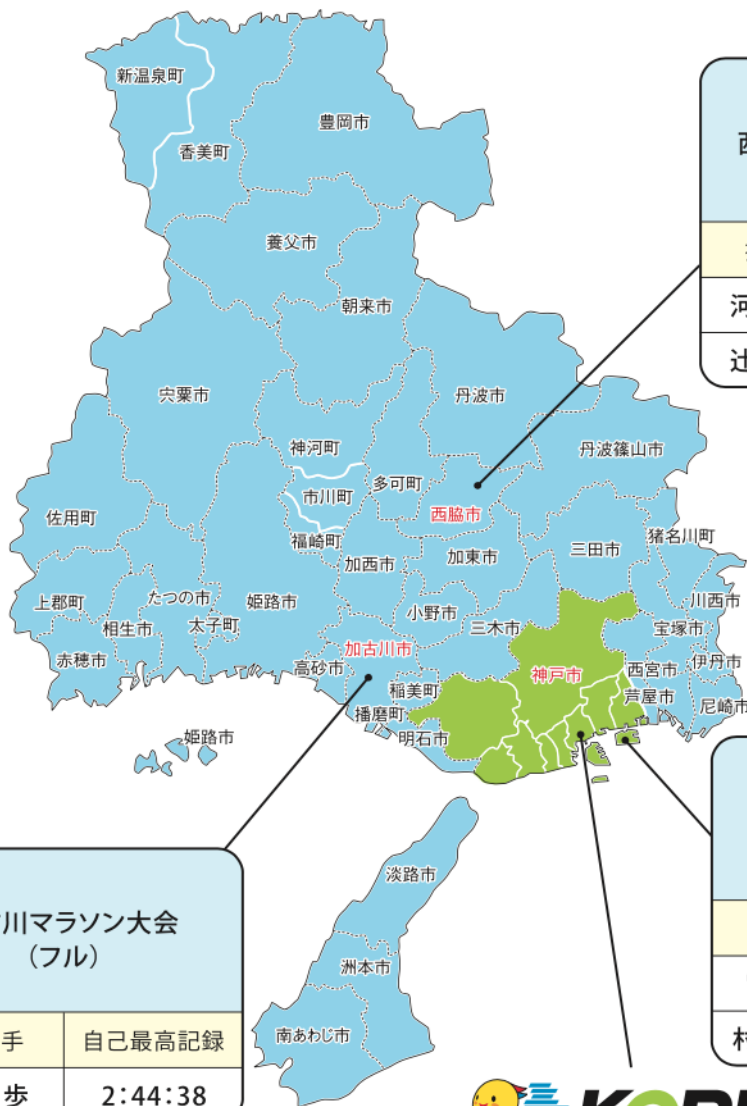 新温泉町
豊岡市
香美町
養父市
朝来市
宍粟市
丹波市
神河町
丹波篠山市
多可町
市川町
佐用町
西脇市
福崎町
猪名川町
加西市
加東市
三田市
たつの市
上郡町
姫路市
川西市
小野市
相生市
太子町
三木市
宝塚市
加古川市
赤穂市
高砂市
神戸市
西宮市
伊丹市
稲美町
芦屋市
播磨町
尼崎市
明石市
姫路市
淡路市
洲本市
南あわじ市
川マラソン大会
（フル）
手 自己最高記録
歩 2:44:38
河
辻
村